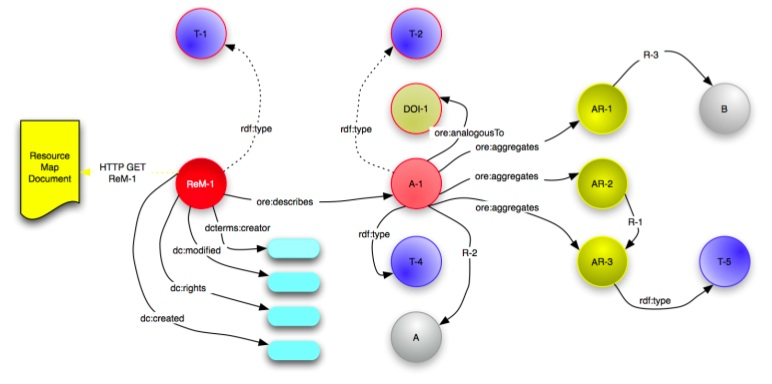 T-1
T-2
R-3
DOI-1
AR-1
B
rdf:type
rdf:type
ore:analogousTo
ore:aggregates
Resource
Map
Document
HTTP GET
ReM-1
ReM-1
A-1
ore:aggregates
AR-2
ore:describes
ore:aggregates
R-1
dcterms:creator
rdf:type
dc:modified
R-2
T-4
AR-3
T-5
dc:rights
rdf:type
dc:created
A